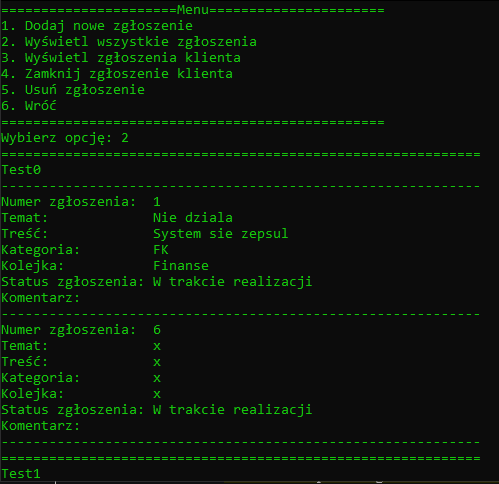 ======================Menu======================
1. Dodaj nowe zgłoszenie
2. Wyświetl wszystkie zgłoszenia
3. Wyświetl zgłoszenia klienta
4. Zamknij zgłoszenie klienta
5. Usuń zgłoszenie
6. Wróć
================================================
Wybierz opcję: 2
============================================================
Test0
------------------------------------------------------------
Numer zgłoszenia:  1
Temat:             Nie dziala
Treść:             System sie zepsul
Kategoria:         FK
Kolejka:           Finanse
Status zgłoszenia: W trakcie realizacji
Komentarz:
------------------------------------------------------------
Numer zgłoszenia:  6
Temat:             x
Treść:             x
Kategoria:         x
Kolejka:           x
Status zgłoszenia: W trakcie realizacji
Komentarz:
------------------------------------------------------------
============================================================
Test1